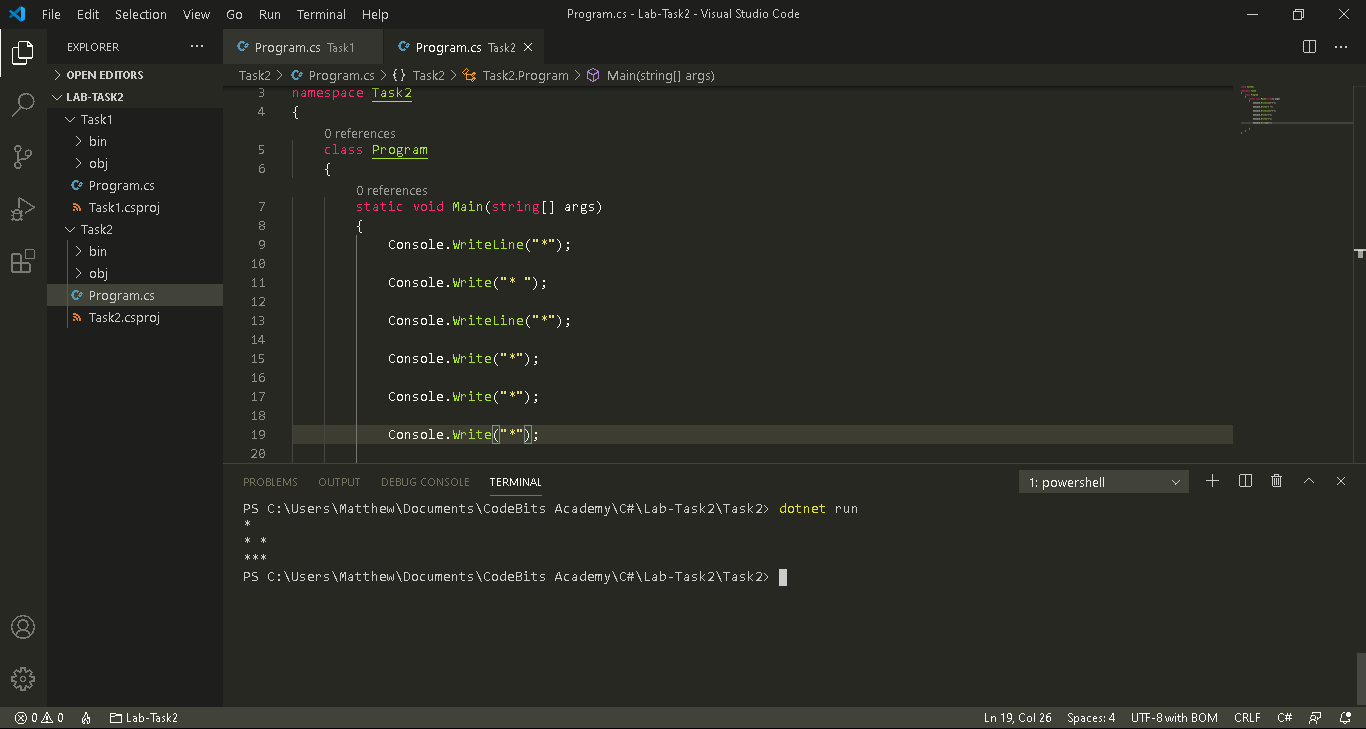 File Edit Selection View Go Run Terminal Help Program.cs - Lab-Task2 - Visual Studio Code
EXPLORER ···
OPEN EDITORS
LAB-TASK2
Task1
bin
obj
Program.cs
Task1.csproj
Task2
bin
obj
Program.cs
Task2.csproj
Program.cs Task1 Program.cs Task2
Task2 > Program.cs > {} Task2 > Task2.Program > Main(string[] args)
3 namespace Task2
4 {
0 references
5 class Program
6 {
0 references
7 static void Main(string[] args)
8 {
9 Console.WriteLine("*");
10
11 Console.Write("* ");
12
13 Console.WriteLine("*");
14
15 Console.Write("*");
16
17 Console.Write("*");
18
19 Console.Write("*");
20
PROBLEMS OUTPUT DEBUG CONSOLE TERMINAL 1: powershell
PS C:\Users\Matthew\Documents\CodeBits Academy\C#\Lab-Task2\Task2> dotnet run
*
* *
***
PS C:\Users\Matthew\Documents\CodeBits Academy\C#\Lab-Task2\Task2>
0 0 Lab-Task2 Ln 19, Col 26 Spaces: 4 UTF-8 with BOM CRLF C#